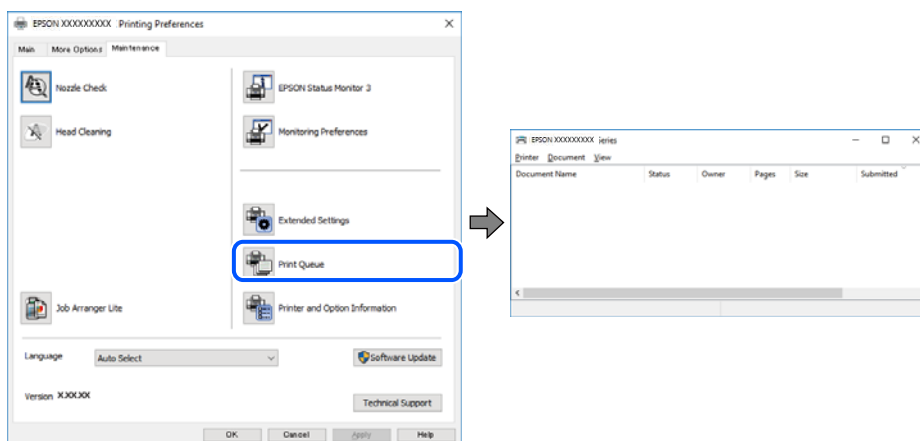 EPSON XXXXXXXXX Printing Preferences
Main More Options Maintenance
Nozzle Check
EPSON Status Monitor 3
Head Cleaning
Monitoring Preferences
Extended Settings
Print Queue
Job Arranger Lite
Printer and Option Information
Language Auto Select Software Update
Version X.XX.XX
Technical Support
OK Cancel Apply Help
EPSON XXXXXXXXX ieries
Printer Document View
Document Name Status Owner Pages Size Submitted